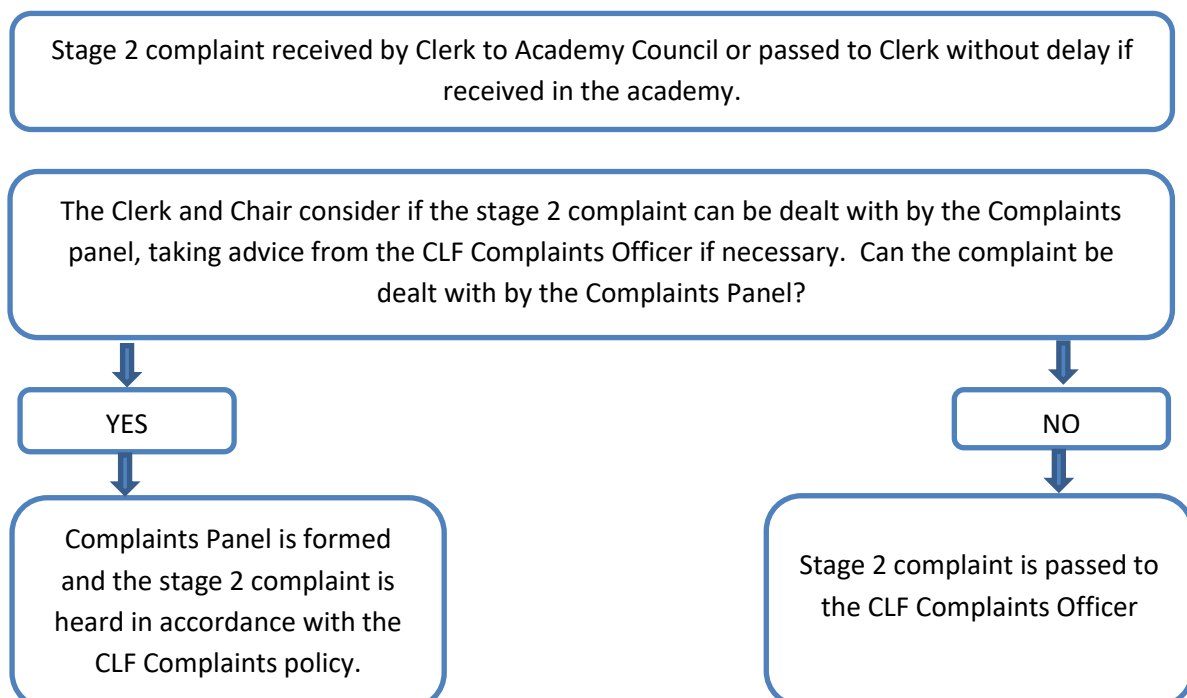 Stage 2 complaint received by Clerk to Academy Council or passed to Clerk without delay if
received in the academy.
The Clerk and Chair consider if the stage 2 complaint can be dealt with by the Complaints
panel, taking advice from the CLF Complaints Officer if necessary.  Can the complaint be
dealt with by the Complaints Panel?
YES
NO
Complaints Panel is formed
and the stage 2 complaint is
heard in accordance with the
CLF Complaints policy.
Stage 2 complaint is passed to
the CLF Complaints Officer